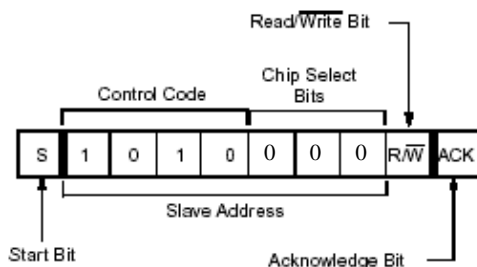 Read/Write Bit
Chip Select
Control Code Bits
S 1 0 1 0 0 0 0 R/W ACK
Slave Address
Start Bit
Acknowledge Bit